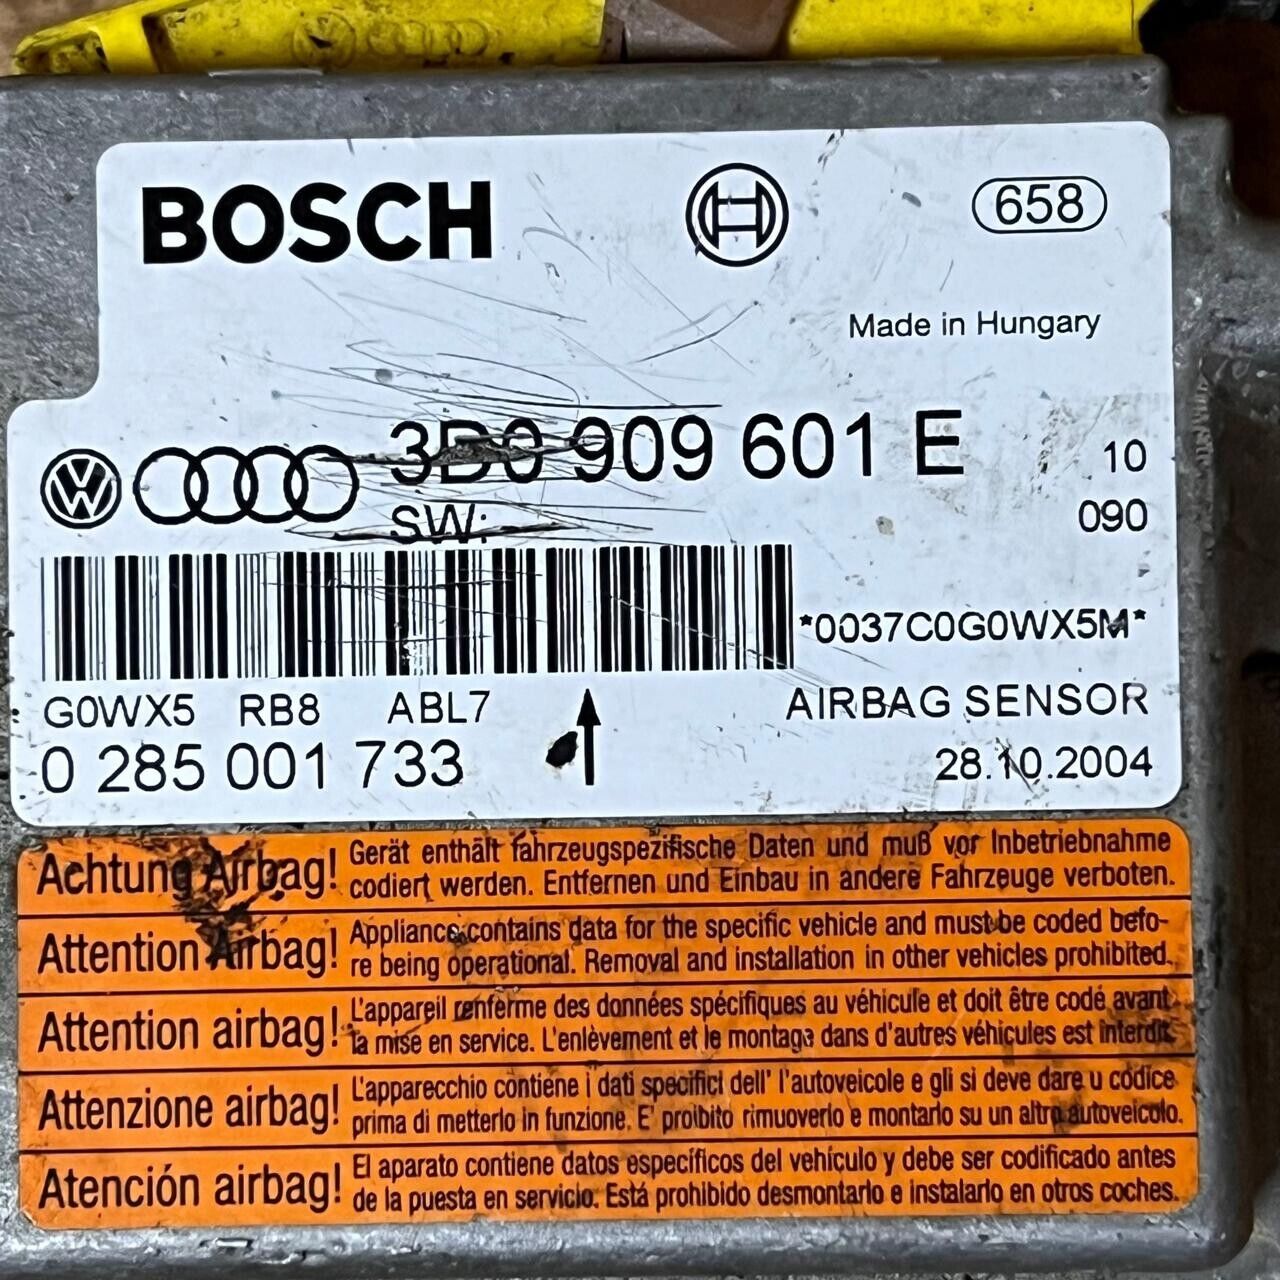 BOSCH
658
Made in Hungary
3D0 909 601 E
10
SW:
090
*0037C0G0WX5M*
G0WX5 RB8 ABL7
AIRBAG SENSOR
0 285 001 733
28.10.2004
Achtung Airbag! Gerät enthält fahrzeugspezifische Daten und muß vor Inbetriebnahme
codiert werden. Entfernen und Einbau in andere Fahrzeuge verboten.
Attention Airbag! Appliance contains data for the specific vehicle and must be coded befo-
re being operational. Removal and installation in other vehicles prohibited.
Attention airbag! L'appareil renferme des données spécifiques au véhicule et doit être codé avant
la mise en service. L'enlèvement et le montage dans d'autres véhicules est interdit.
Attenzione airbag! L'apparecchio contiene i dati specifici dell' l'autoveicole e gli si deve dare u codice
prima di metterlo in funzione. E' proibito rimuoverlo e montarlo su un altro autoveicolo.
Atención airbag! El aparato contiene datos específicos del vehículo y debe ser codificado antes
de la puesta en servicio. Está prohibido desmontarlo e instalarlo en otros coches.